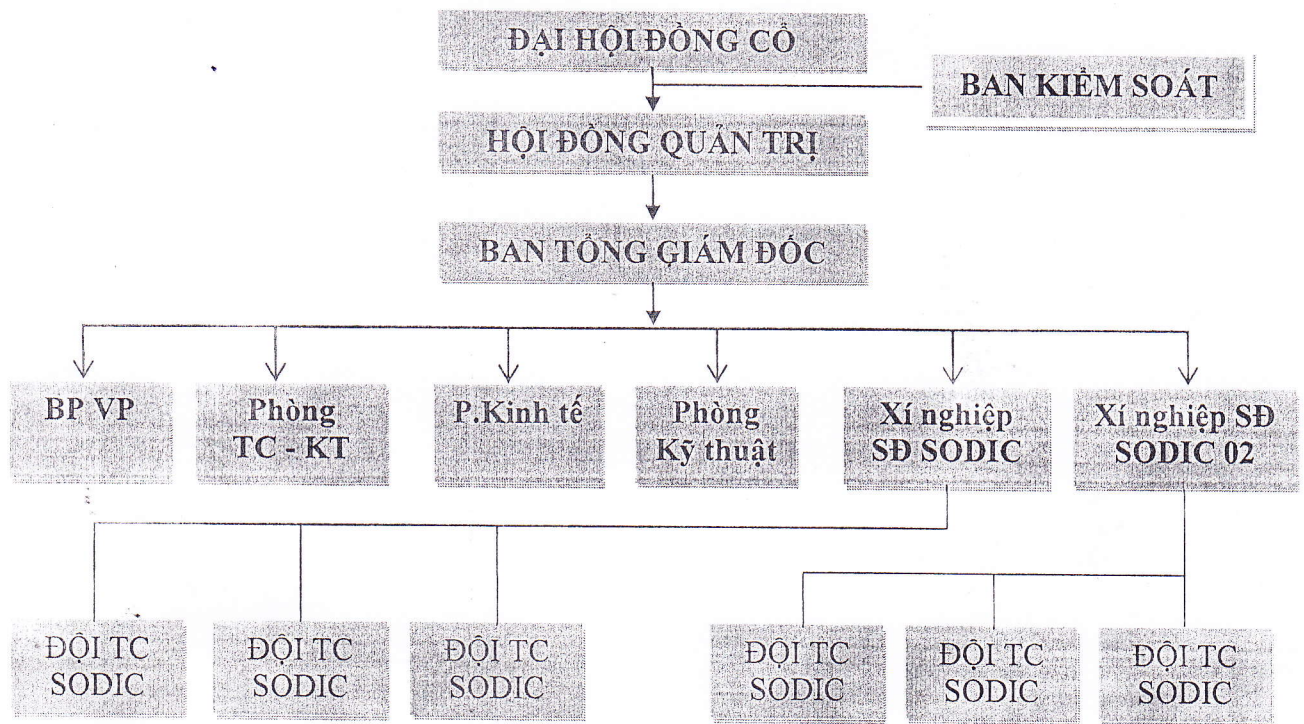 ĐẠI HỘI ĐỒNG CỔ
BAN KIỂM SOÁT
HỘI ĐỒNG QUẢN TRỊ
BAN TỔNG GIÁM ĐỐC
BP VP
Phòng
TC - KT
P.Kinh tế
Phòng
Kỹ thuật
Xí nghiệp
SĐ SODIC
Xí nghiệp SĐ
SODIC 02
ĐỘI TC
SODIC
ĐỘI TC
SODIC
ĐỘI TC
SODIC
ĐỘI TC
SODIC
ĐỘI TC
SODIC
ĐỘI TC
SODIC